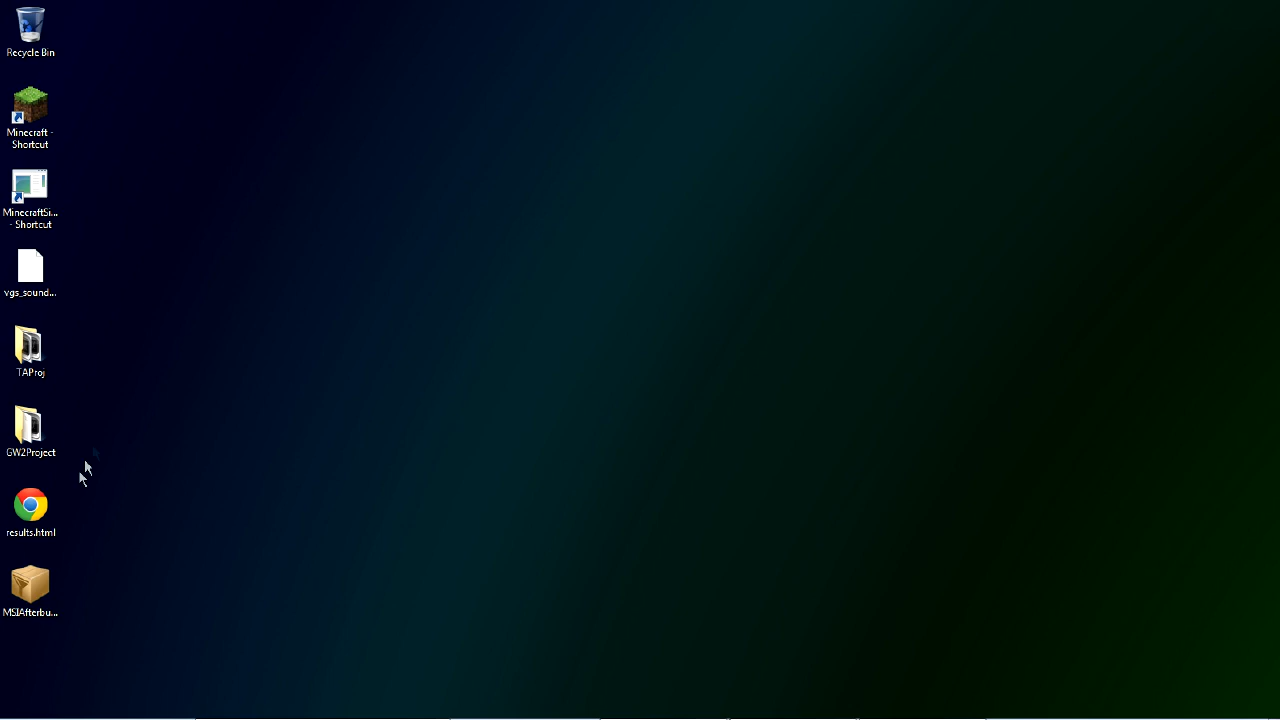 Recycle Bin
Minecraft -
Shortcut
MinecraftSi...
- Shortcut
vgs_sound...
TAProj
GW2Project
results.html
MSIAfterbu...